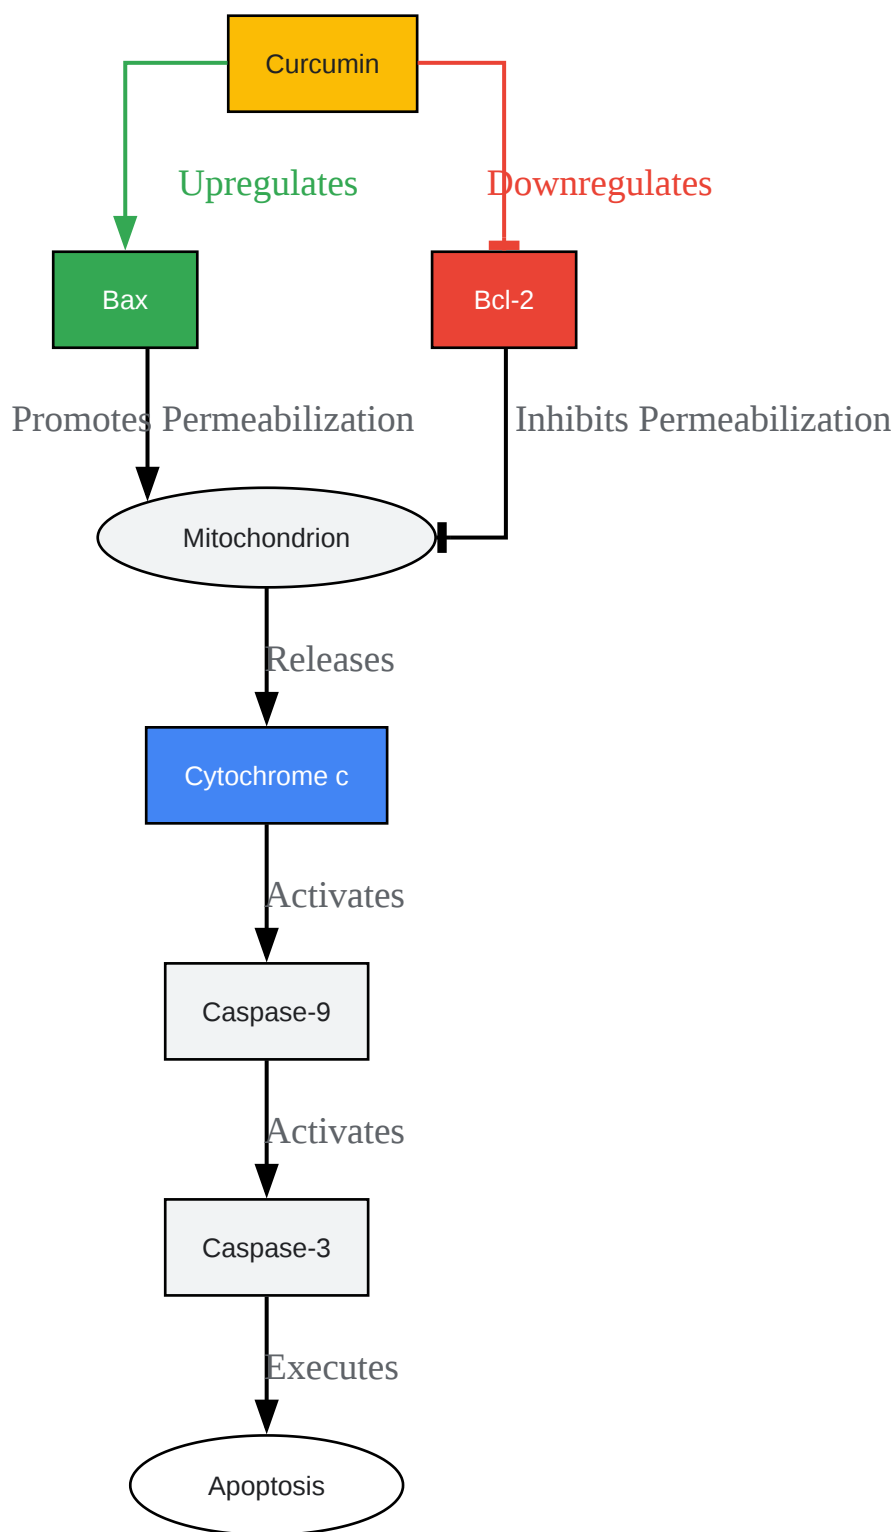 Curcumin
Upregulates
Downregulates
Bax
Bcl-2
Promotes Permeabilization
Inhibits Permeabilization
Mitochondrion
Releases
Cytochrome c
Activates
Caspase-9
Activates
Caspase-3
Executes
Apoptosis